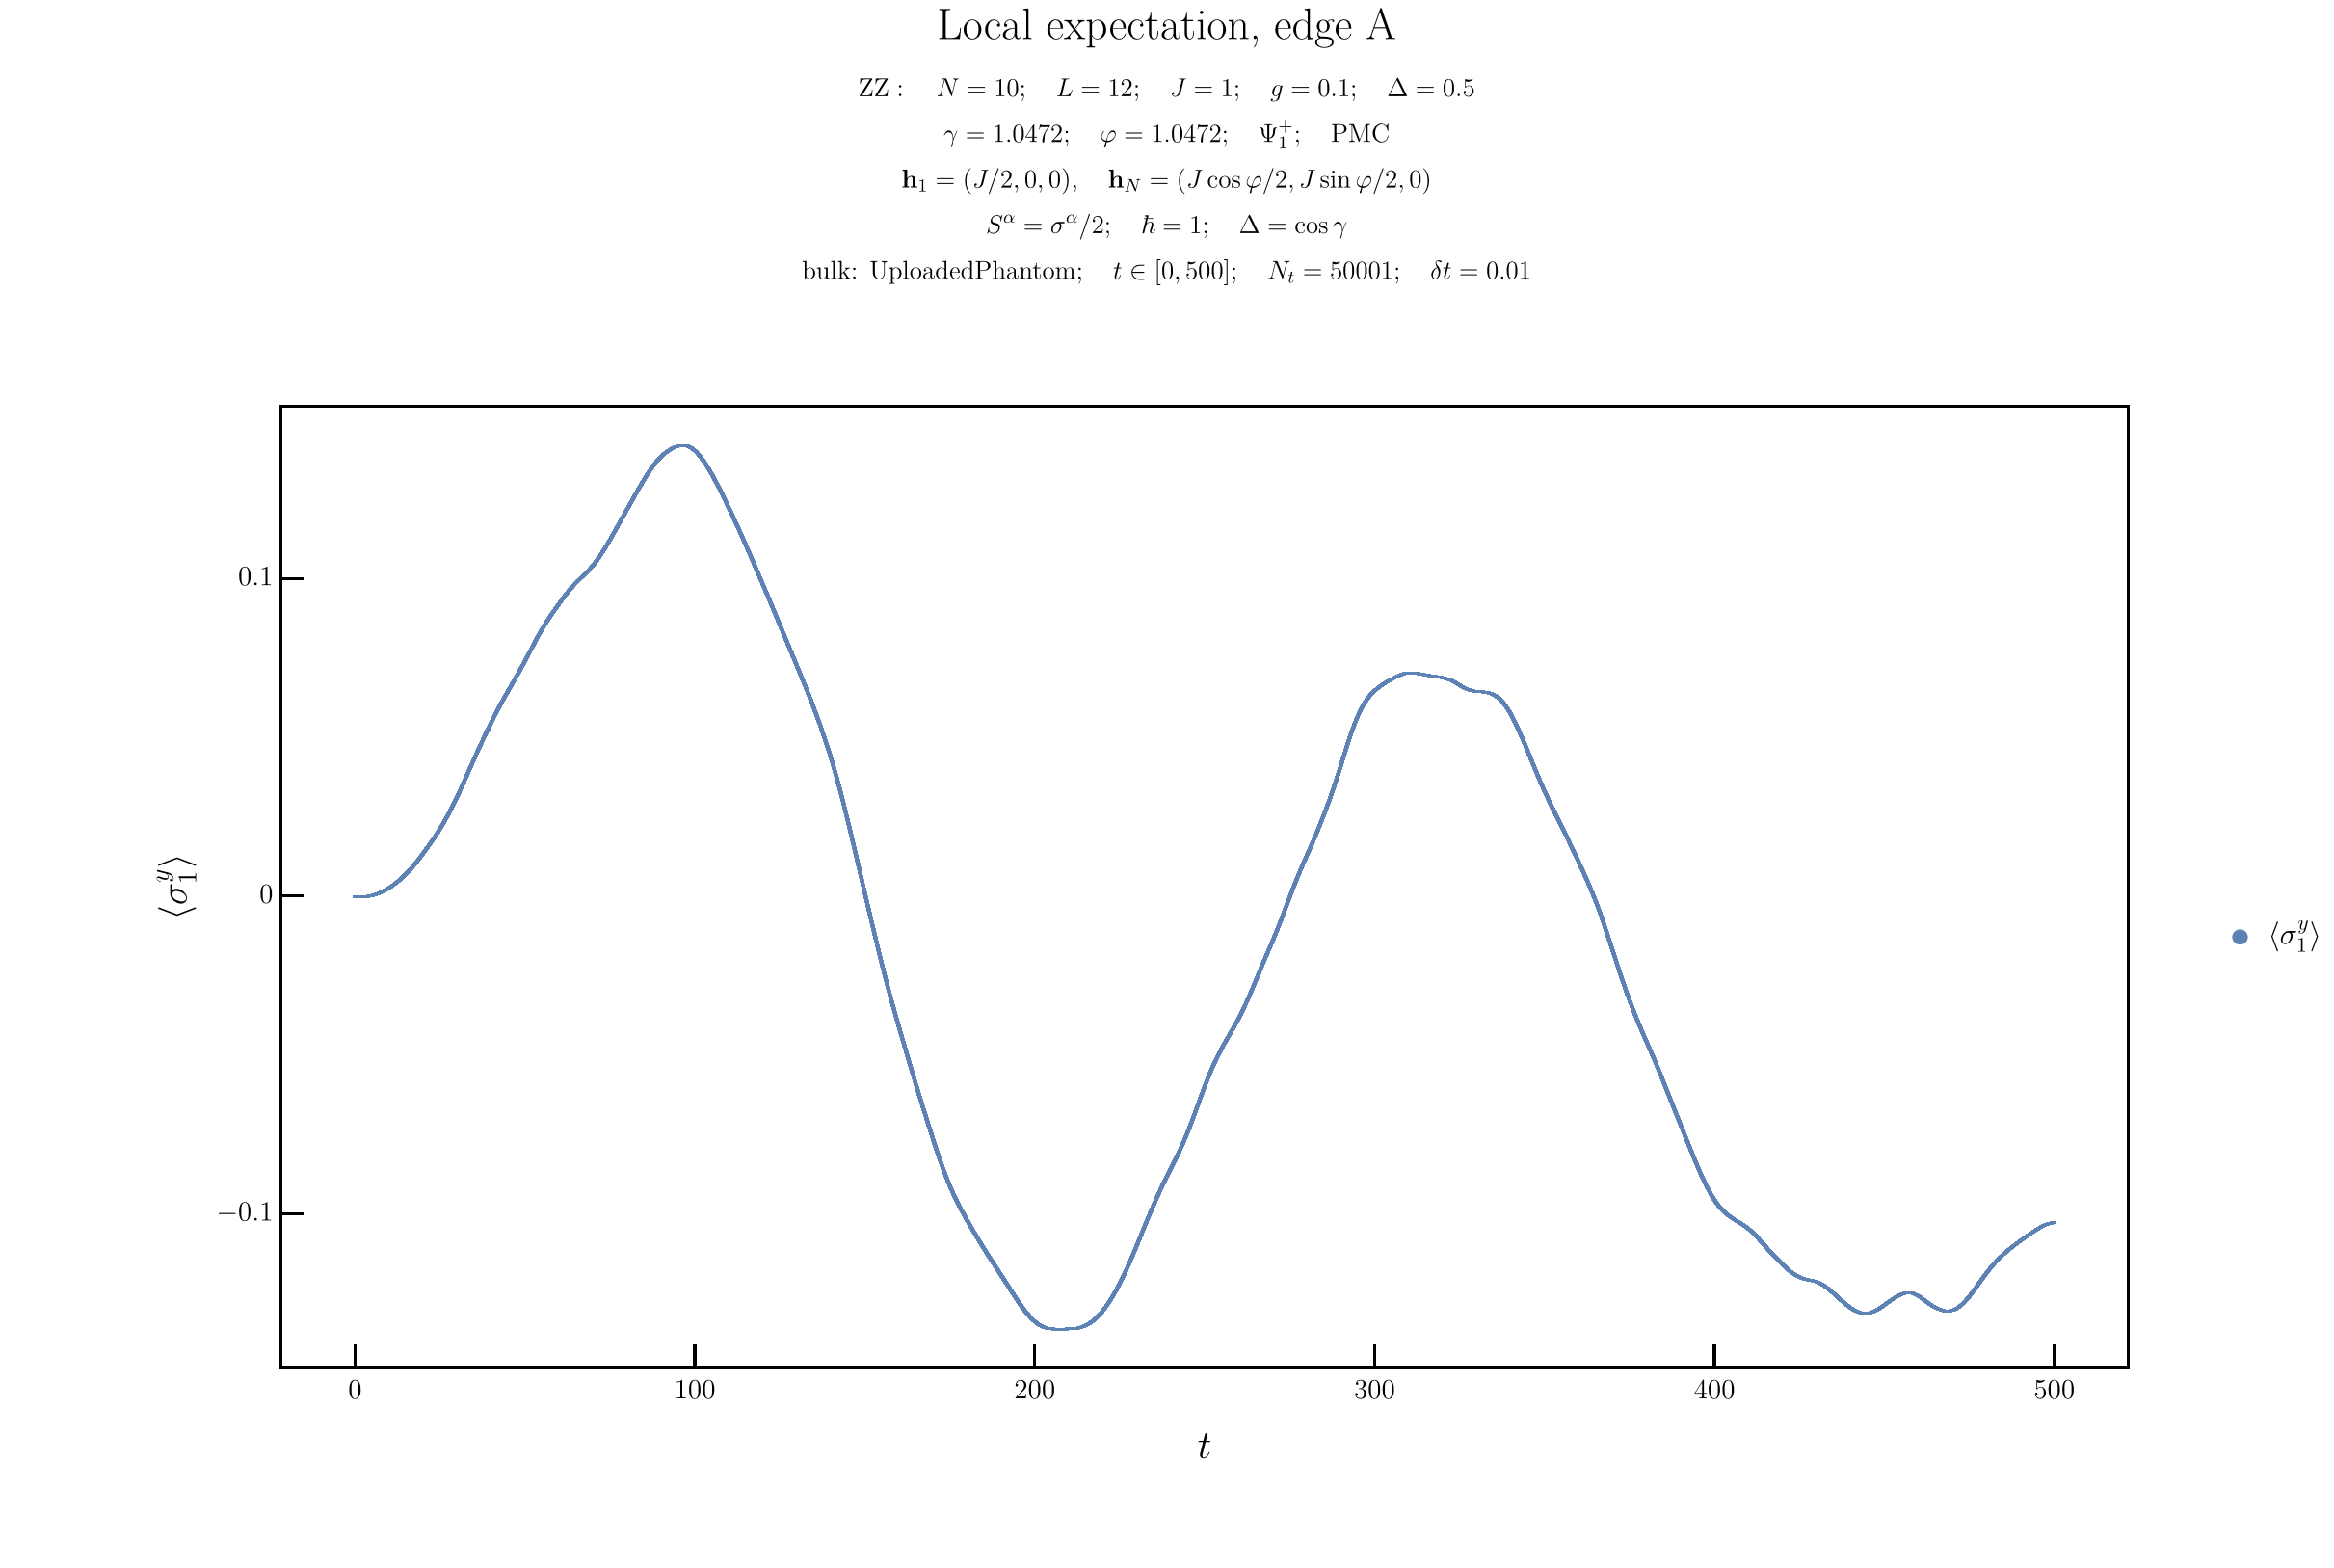 Local expectation, edge A
ZZ : N = 10; L = 12; J = 1; g = 0.1; Δ = 0.5
γ = 1.0472; φ = 1.0472; Ψ₁⁺; PMC
h₁ = (J/2, 0, 0), h_N = (J cos φ/2, J sin φ/2, 0)
S^α = σ^α/2; ℏ = 1; Δ = cos γ
bulk: UploadedPhantom; t ∈ [0, 500]; N_t = 50001; δt = 0.01
0.1
0
−0.1
⟨σ₁^y⟩
⟨σ₁^y⟩
0 100 200 300 400 500
t